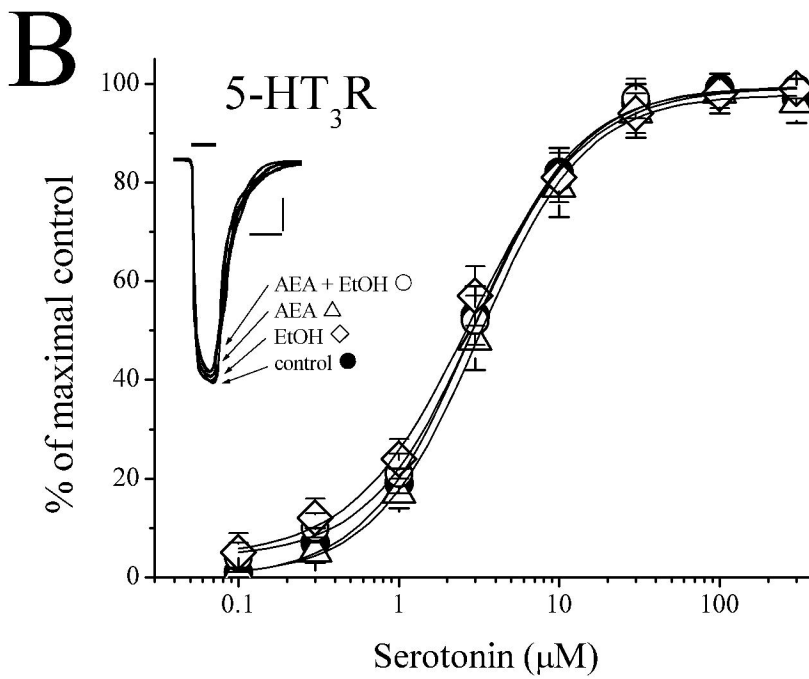 B
5-HT3R
% of maximal control
100
80
60
40
20
0
AEA + EtOH
AEA
EtOH
control
0.1
1
10
100
Serotonin (μM)